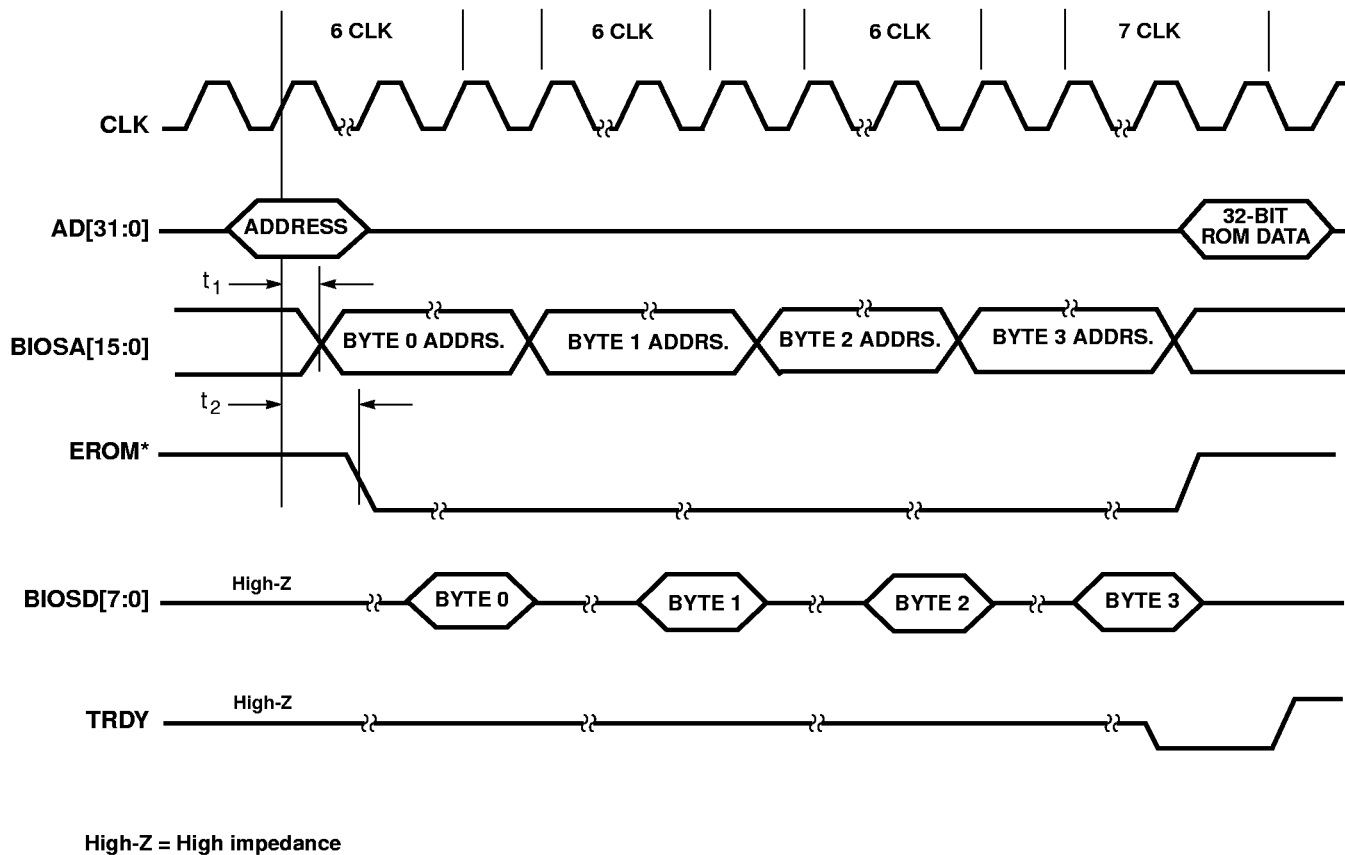 6 CLK 6 CLK 6 CLK 7 CLK
CLK
AD[31:0] ADDRESS 32-BIT
ROM DATA
t1
BIOSA[15:0] BYTE 0 ADDRS. BYTE 1 ADDRS. BYTE 2 ADDRS. BYTE 3 ADDRS.
t2
EROM*
BIOSD[7:0] High-Z BYTE 0 BYTE 1 BYTE 2 BYTE 3
TRDY High-Z
High-Z = High impedance